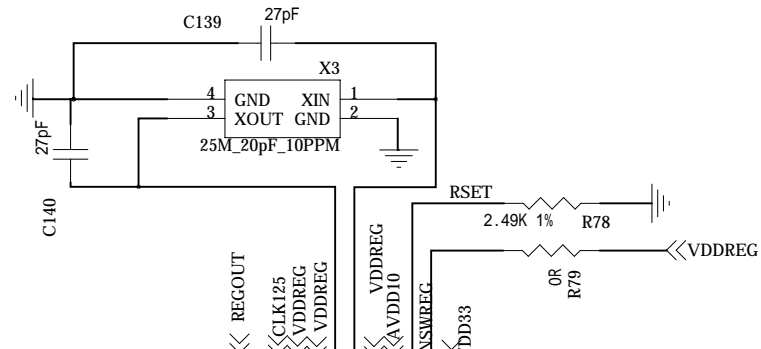 C139
27pF
X3
4 GND XIN 1
3 XOUT GND 2
25M_20pF_10PPM
27pF
C140
RSET
2.49K 1% R78
0R
R79
VDDREG
REGOUT
CLK125
VDDREG
VDDREG
VDDREG
AVDD10
NSWREG
DD33